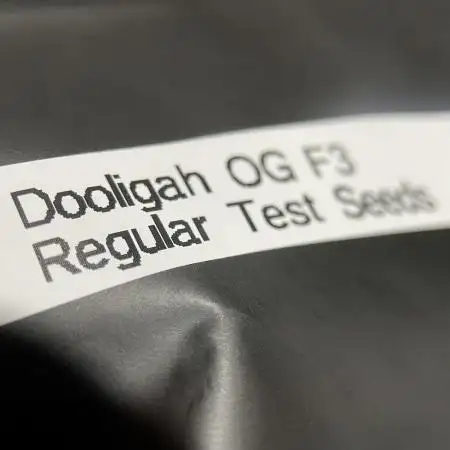 Dooligah OG F3
Regular Test Seeds